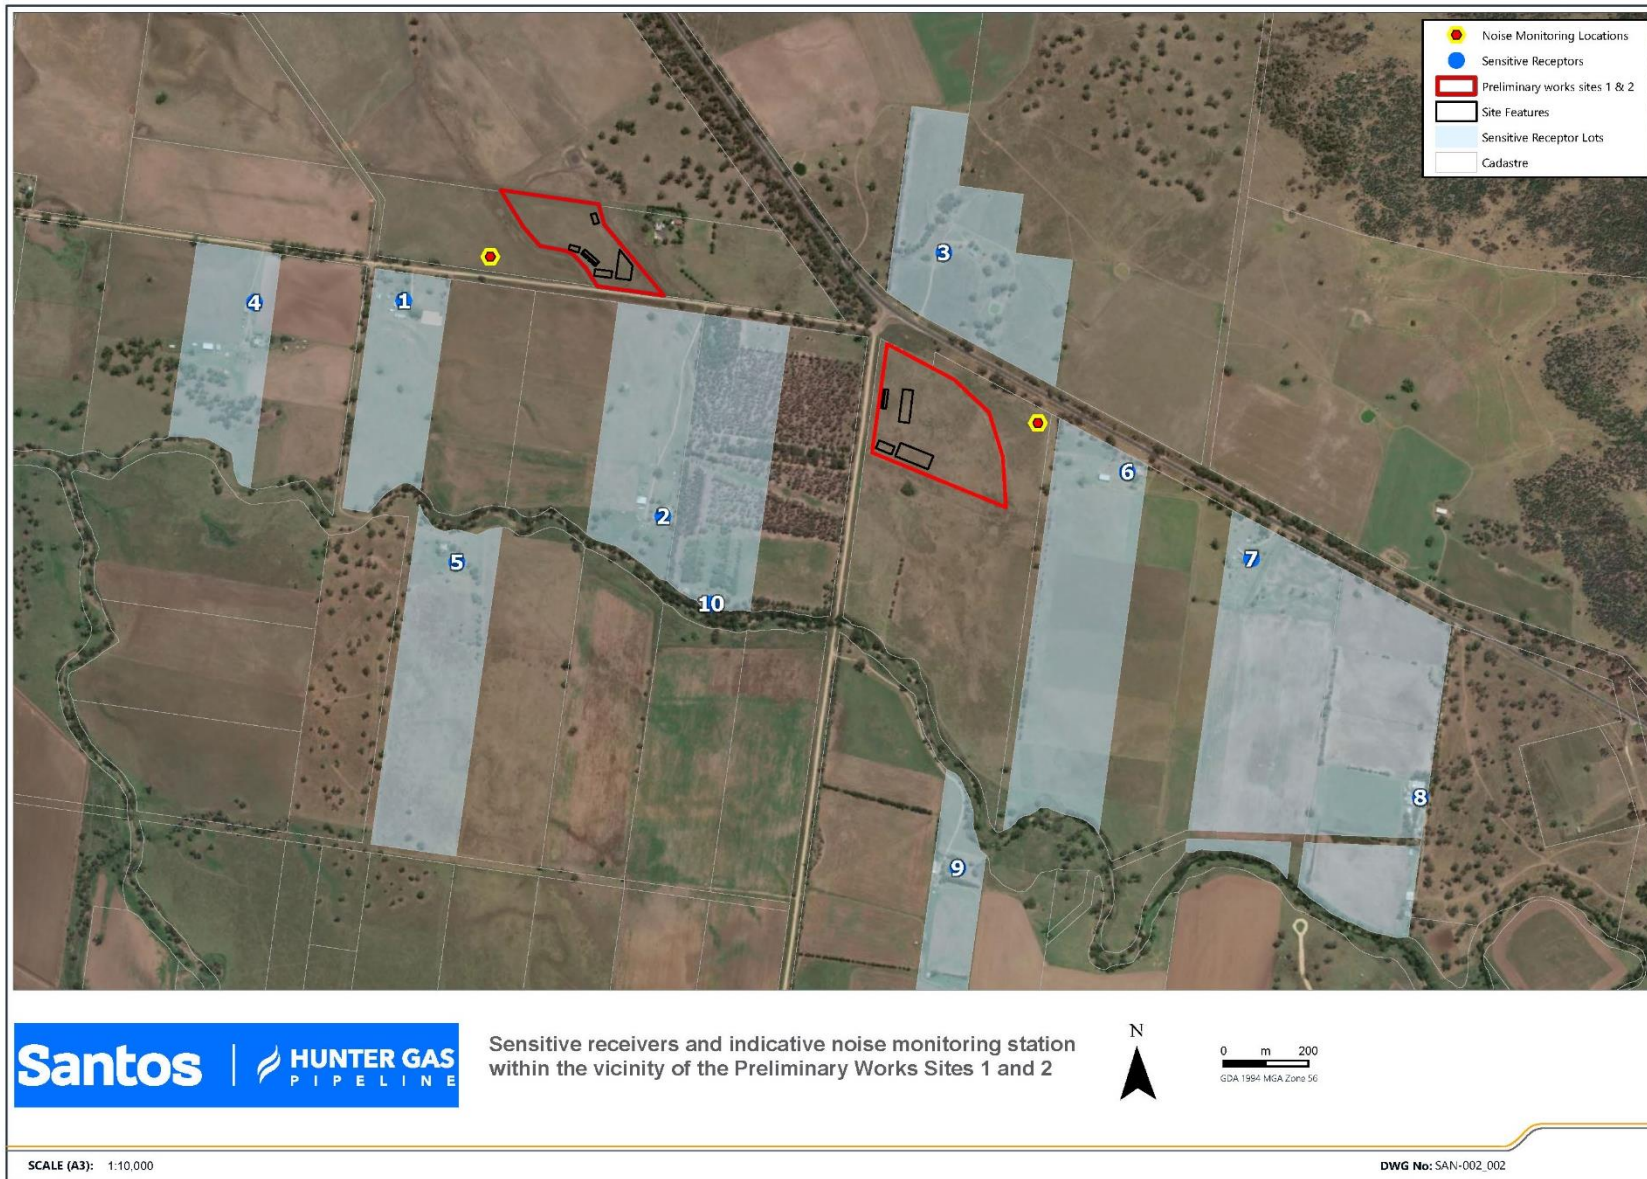 Noise Monitoring Locations
Sensitive Receptors
Preliminary works sites 1 & 2
Site Features
Sensitive Receptor Lots
Cadastre
3
4
1
6
2
5
7
10
8
9
Santos
HUNTER GAS
PIPELINE
Sensitive receivers and indicative noise monitoring station
within the vicinity of the Preliminary Works Sites 1 and 2
N
0 m 200
GDA 1994 MGA Zone 56
SCALE (A3): 1:10,000
DWG No: SAN-002_002